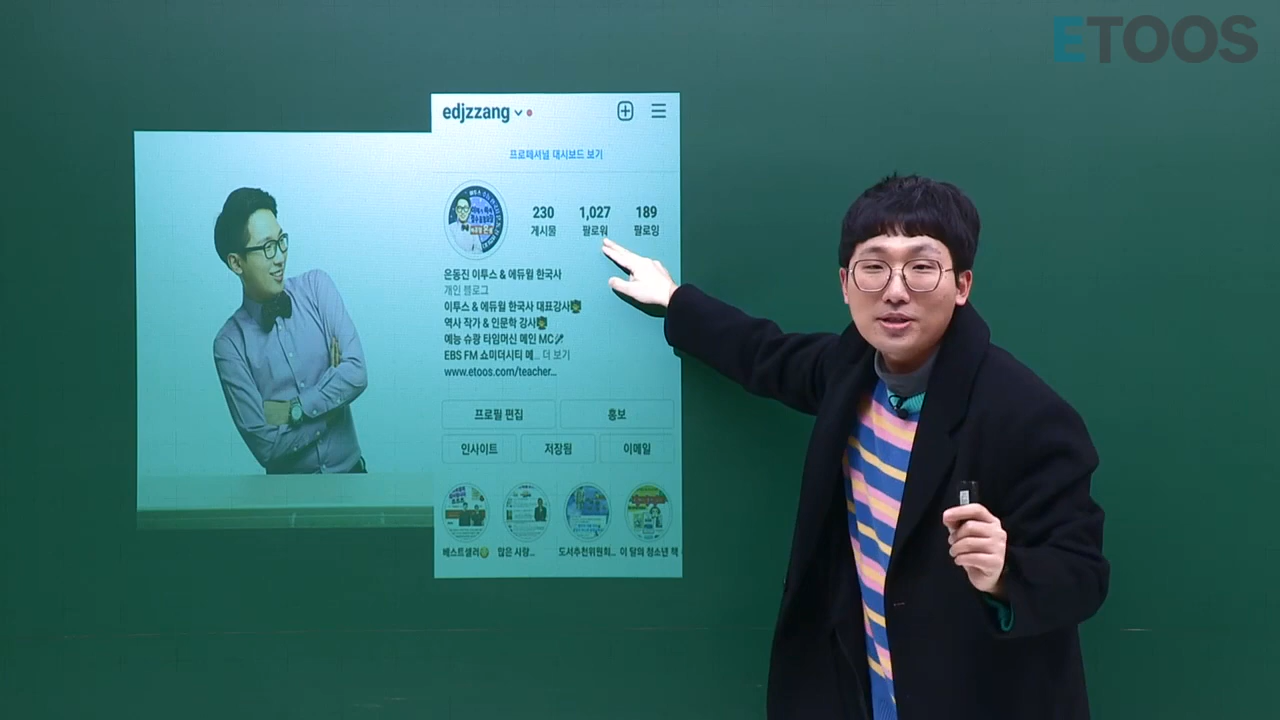 ETOOS
edjzzang
프로페셔널 대시보드 보기
230 1,027 189
게시물 팔로워 팔로잉
은동진 이투스 & 에듀윌 한국사
개인 블로그
이투스 & 에듀윌 한국사 대표강사
역사 작가 & 인문학 강사
예능 슈퐝 타임머신 메인 MC
EBS FM 쇼미더시티 메... 더 보기
www.etoos.com/teacher...
프로필 편집 홍보
인사이트 저장됨 이메일
베스트셀러 많은 사랑... 도서추천위원회... 이 달의 청소년 책